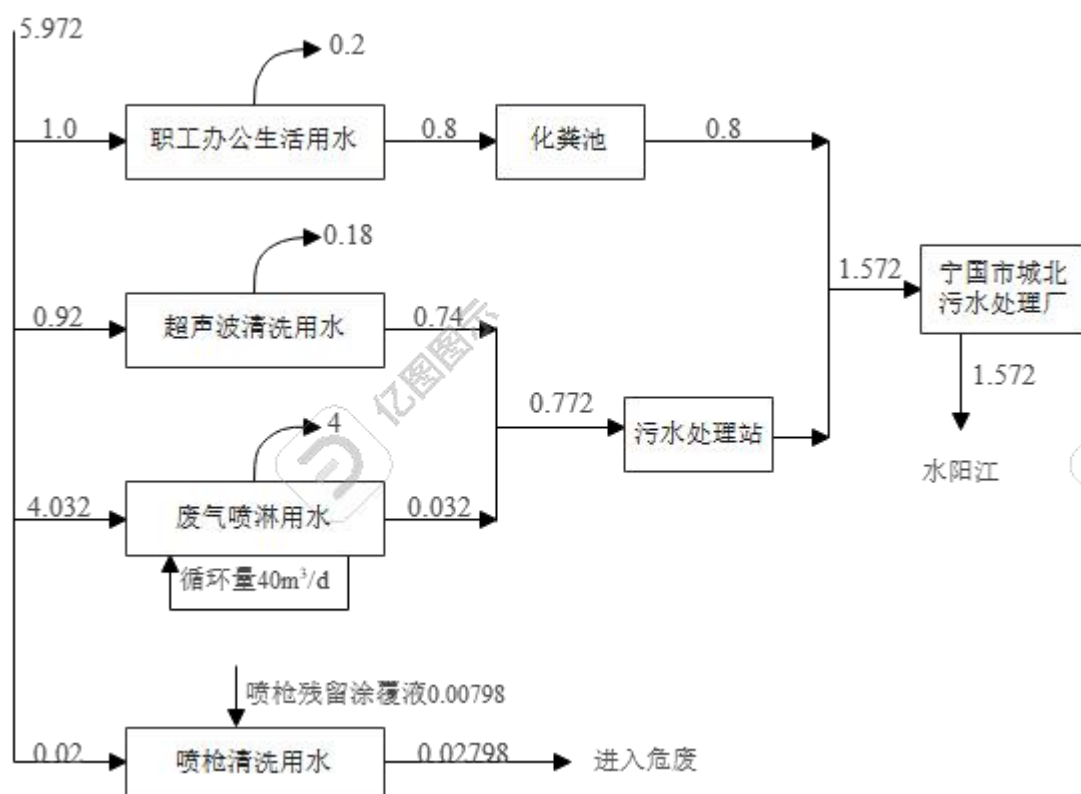 5.972
0.2
1.0
职工办公生活用水
0.8
化粪池
0.8
0.18
0.92
超声波清洗用水
0.74
1.572
宁国市城北
污水处理厂
0.772
污水处理站
1.572
水阳江
4
4.032
废气喷淋用水
0.032
循环量40m³/d
喷枪残留涂覆液0.00798
0.02
喷枪清洗用水
0.02798
进入危废
亿图图示